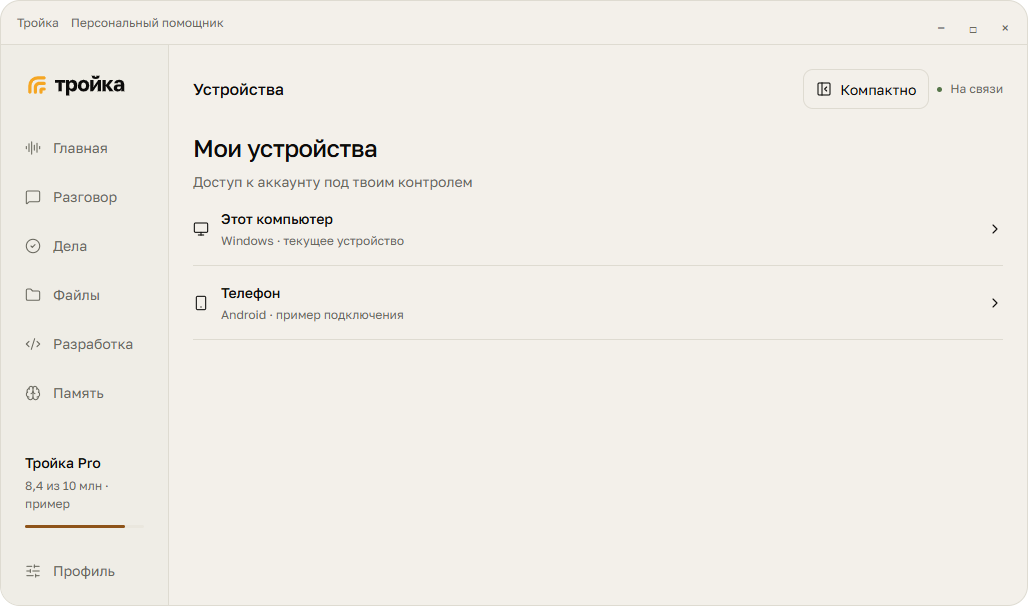 Тройка Персональный помощник
тройка
Главная
Разговор
Дела
Файлы
Разработка
Память
Тройка Pro
8,4 из 10 млн ·
пример
Профиль
Устройства
Компактно
На связи
Мои устройства
Доступ к аккаунту под твоим контролем
Этот компьютер
Windows · текущее устройство
Телефон
Android · пример подключения